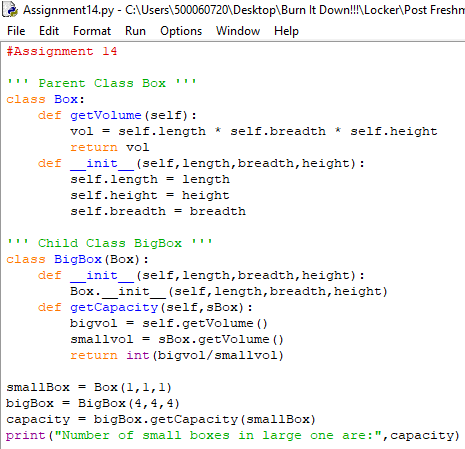 Assignment14.py - C:\Users\500060720\Desktop\Burn It Down!!!\Locker\Post Freshm
File Edit Format Run Options Window Help
#Assignment 14

''' Parent Class Box '''
class Box:
    def getVolume(self):
        vol = self.length * self.breadth * self.height
        return vol
    def __init__(self,length,breadth,height):
        self.length = length
        self.height = height
        self.breadth = breadth

''' Child Class BigBox '''
class BigBox(Box):
    def __init__(self,length,breadth,height):
        Box.__init__(self,length,breadth,height)
    def getCapacity(self,sBox):
        bigvol = self.getVolume()
        smallvol = sBox.getVolume()
        return int(bigvol/smallvol)

smallBox = Box(1,1,1)
bigBox = BigBox(4,4,4)
capacity = bigBox.getCapacity(smallBox)
print("Number of small boxes in large one are:",capacity)